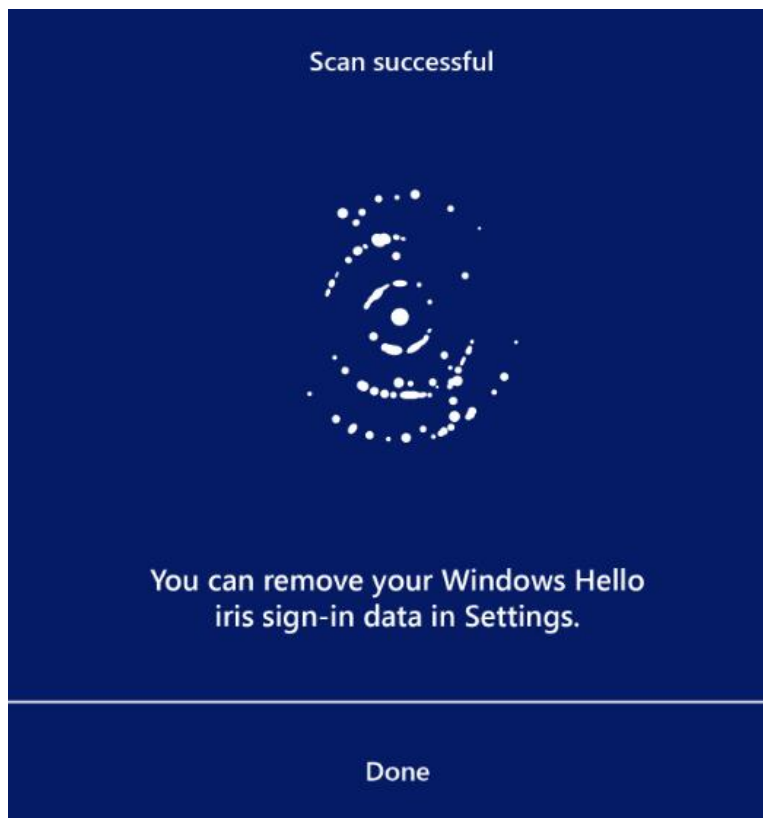 Scan successful
You can remove your Windows Hello
iris sign-in data in Settings.
Done